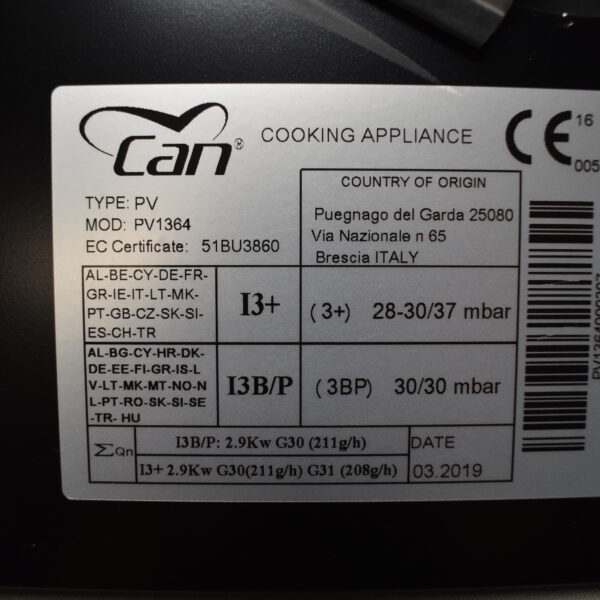 Can®
COOKING APPLIANCE
CE
16
005
TYPE: PV
MOD: PV1364
EC Certificate: 51BU3860
COUNTRY OF ORIGIN
Puegnago del Garda 25080
Via Nazionale n 65
Brescia ITALY
AL-BE-CY-DE-FR-
GR-IE-IT-LT-MK-
PT-GB-CZ-SK-SI-
ES-CH-TR
I3+
( 3+) 28-30/37 mbar
AL-BG-CY-HR-DK-
DE-EE-FI-GR-IS-L
V-LT-MK-MT-NO-N
L-PT-RO-SK-SI-SE
-TR- HU
I3B/P
( 3BP) 30/30 mbar
ΣQn
I3B/P: 2.9Kw G30 (211g/h)
I3+ 2.9Kw G30(211g/h) G31 (208g/h)
DATE
03.2019